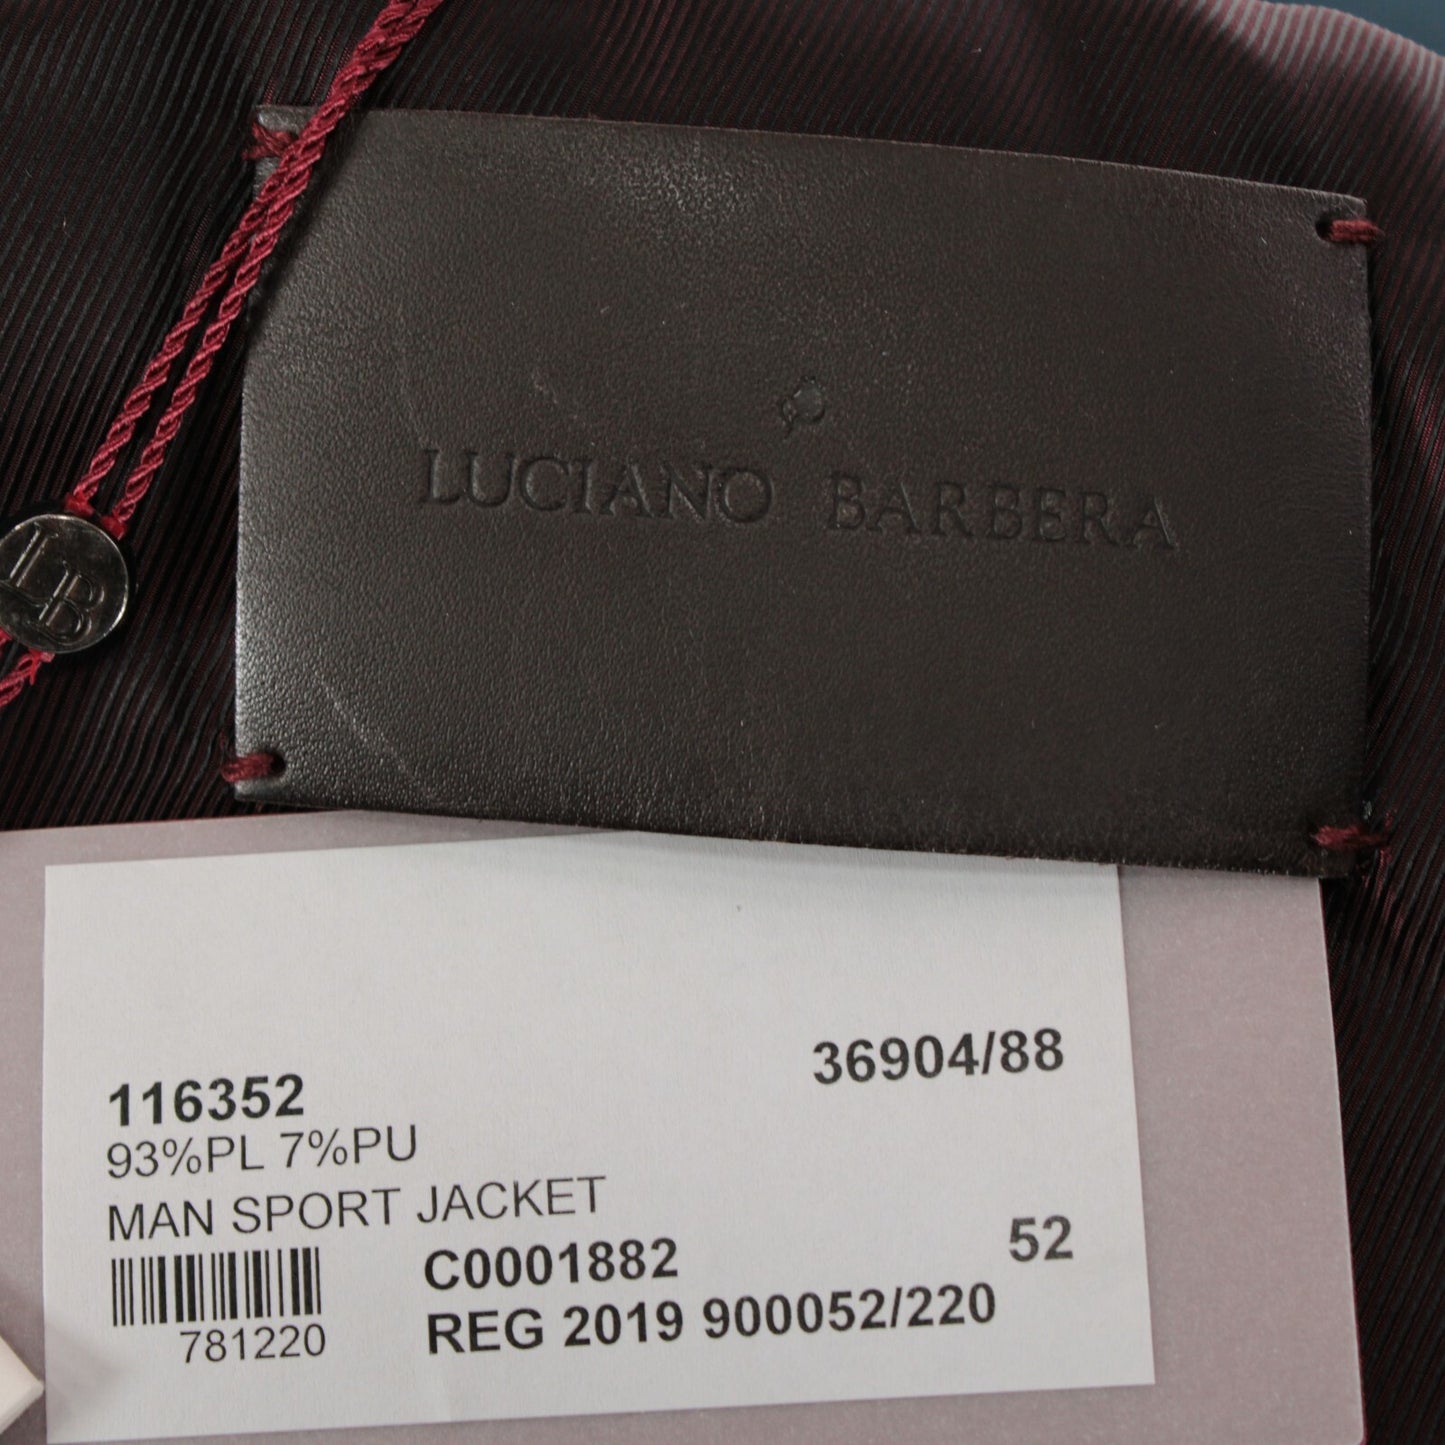 LUCIANO BARBERA
LB
36904/88
116352
93%PL 7%PU
MAN SPORT JACKET
C0001882
52
REG 2019 900052/220
781220